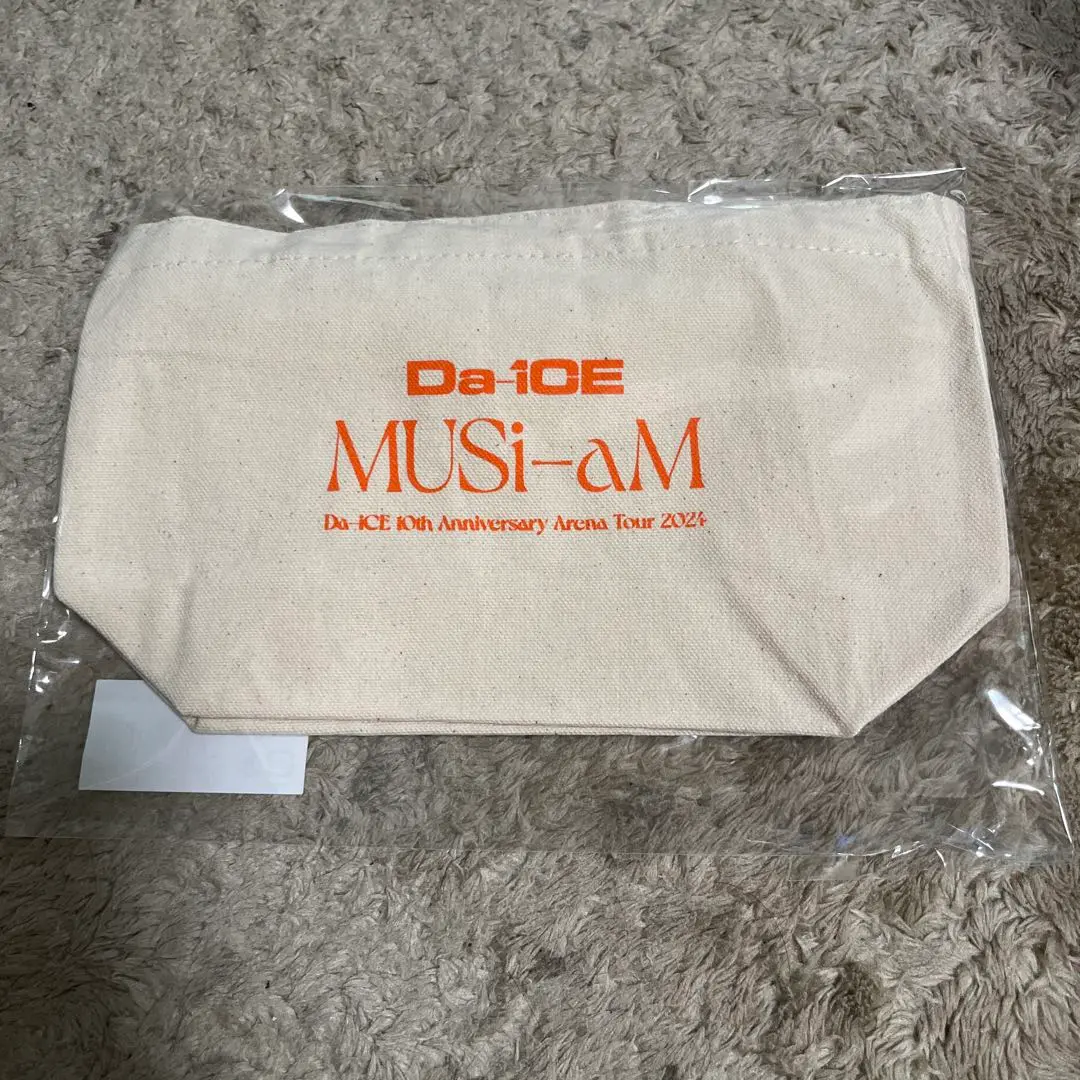 Da-iCE
MUSi-aM
Da-iCE 10th Anniversary Arena Tour 2024